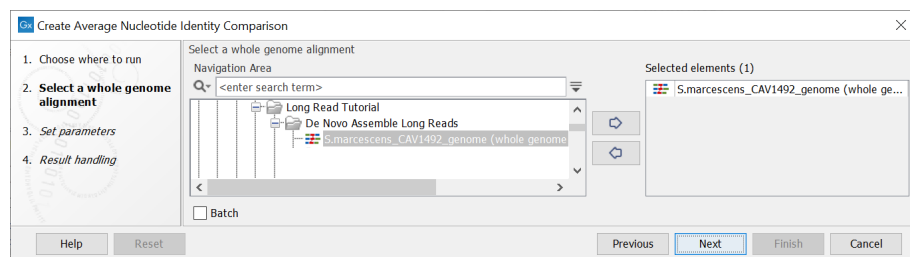 Gx Create Average Nucleotide Identity Comparison
1. Choose where to run
2. Select a whole genome
alignment
3. Set parameters
4. Result handling
Select a whole genome alignment
Navigation Area
<enter search term>
Long Read Tutorial
De Novo Assemble Long Reads
S.marcescens_CAV1492_genome (whole genome
Batch
Selected elements (1)
S.marcescens_CAV1492_genome (whole ge...
Help
Reset
Previous
Next
Finish
Cancel